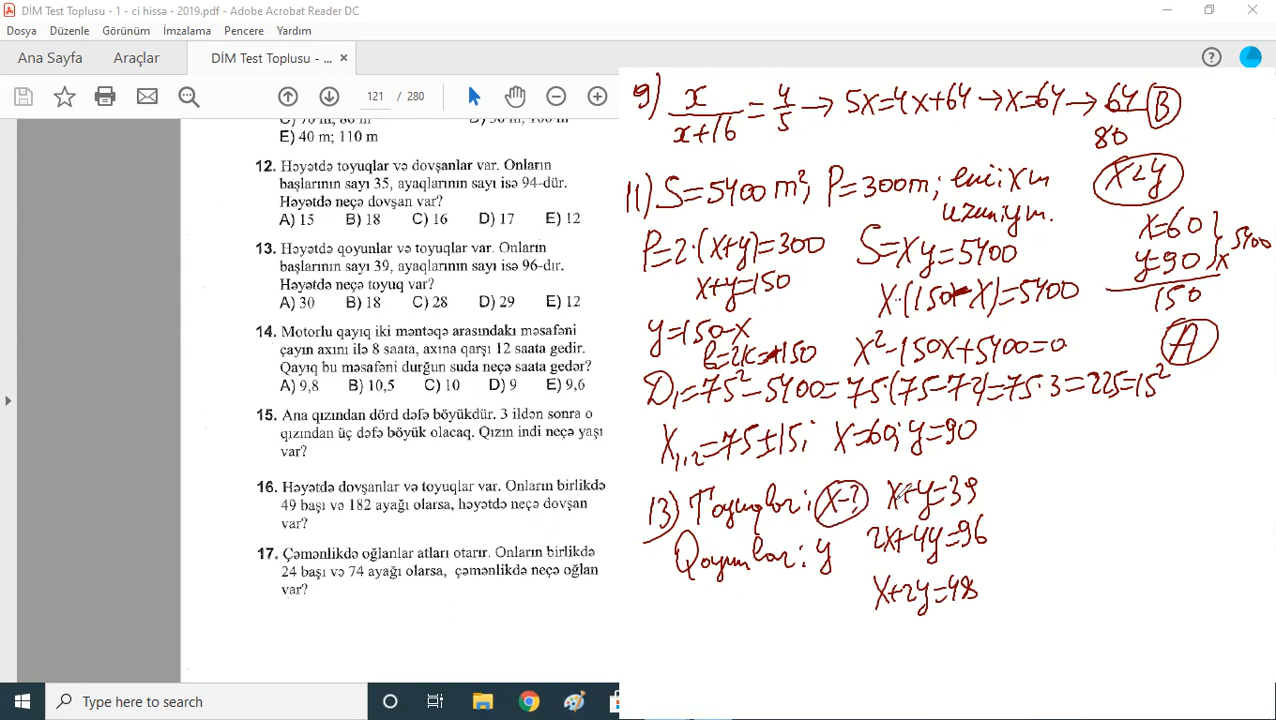 DİM Test Toplusu - 1 - ci hissə - 2019.pdf - Adobe Acrobat Reader DC
Dosya Düzenle Görünüm İmzalama Pencere Yardım
Ana Sayfa Araçlar DİM Test Toplusu - ... ×
121 / 280
E) 40 m; 110 m
12. Həyətdə toyuqlar və dovşanlar var. Onların
başlarının sayı 35, ayaqlarının sayı isə 94-dür.
Həyətdə neçə dovşan var?
A) 15 B) 18 C) 16 D) 17 E) 12
13. Həyətdə qoyunlar və toyuqlar var. Onların
başlarının sayı 39, ayaqlarının sayı isə 96-dır.
Həyətdə neçə toyuq var?
A) 30 B) 18 C) 28 D) 29 E) 12
14. Motorlu qayıq iki məntəqə arasındakı məsafəni
çayın axını ilə 8 saata, axına qarşı 12 saata gedir.
Qayıq bu məsafəni durğun suda neçə saata gedər?
A) 9,8 B) 10,5 C) 10 D) 9 E) 9,6
15. Ana qızından dörd dəfə böyükdür. 3 ildən sonra o
qızından üç dəfə böyük olacaq. Qızın indi neçə yaşı
var?
16. Həyətdə dovşanlar və toyuqlar var. Onların birlikdə
49 başı və 182 ayağı olarsa, həyətdə neçə dovşan
var?
17. Çəmənlikdə oğlanlar atları otarır. Onların birlikdə
24 başı və 74 ayağı olarsa, çəmənlikdə neçə oğlan
var?
9) x/(x+16) = 4/5 → 5x=4x+64 → x=64 → 64/80 B
11) S=5400 m², P=300m; eni: x m
uzunu y m.
x<y
P=2·(x+y)=300 S=xy=5400
x+y=150 x·(150-x)=5400
x=60
y=90
150
x 5400
y=150-x
b=2k=-150 x²-150x+5400=0
A
D₁=75²-5400=75·(75-72)=75·3=225=15²
x₁,₂=75±15; x=60; y=90
13) Toyuqlar: x-? x+y=39
Qoyunlar: y 2x+4y=96
x+2y=48
Type here to search